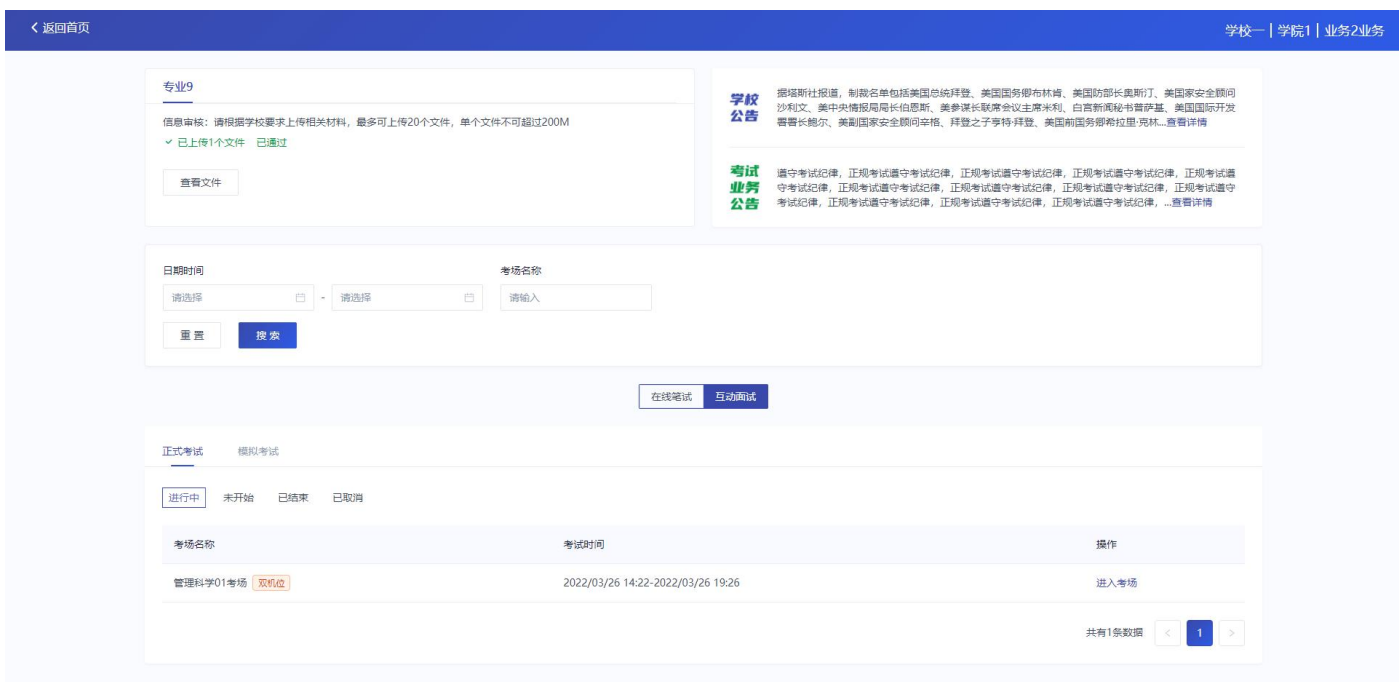 返回首页
学校一 | 学院1 | 业务2业务
专业9
信息审核：请根据学校要求上传相关材料，最多可上传20个文件，单个文件不可超过200M
已上传1个文件 已通过
查看文件
学校
公告
据塔斯社报道，制裁名单包括美国总统拜登、美国国务卿布林肯、美国防部长奥斯汀、美国家安全顾问
沙利文、美中央情报局局长伯恩斯、美参谋长联席会议主席米利、白宫新闻秘书普萨基、美国国际开发
署署长鲍尔、美副国家安全顾问辛格、拜登之子亨特·拜登、美国前国务卿希拉里·克林...查看详情
考试
业务
公告
遵守考试纪律，正规考试遵守考试纪律，正规考试遵守考试纪律，正规考试遵守考试纪律，正规考试遵
守考试纪律，正规考试遵守考试纪律，正规考试遵守考试纪律，正规考试遵守考试纪律，正规考试遵守
考试纪律，正规考试遵守考试纪律，正规考试遵守考试纪律，正规考试遵守考试纪律，...查看详情
日期时间 考场名称
请选择 - 请选择 请输入
重置 搜索
在线笔试 互动面试
正式考试 模拟考试
进行中 未开始 已结束 已取消
考场名称 考试时间 操作
管理科学01考场 双机位 2022/03/26 14:22-2022/03/26 19:26 进入考场
共有1条数据 < 1 >